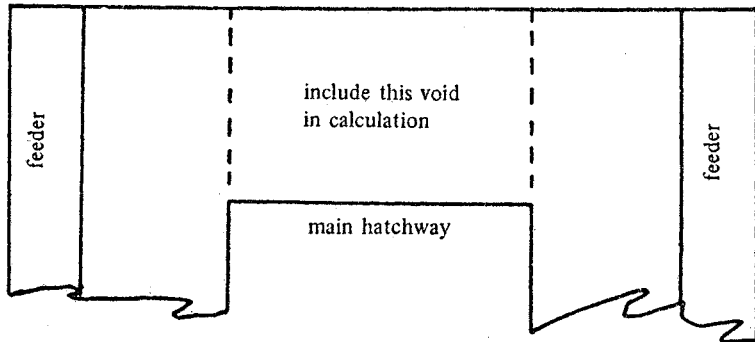 include this void
in calculation
feeder
feeder
main hatchway